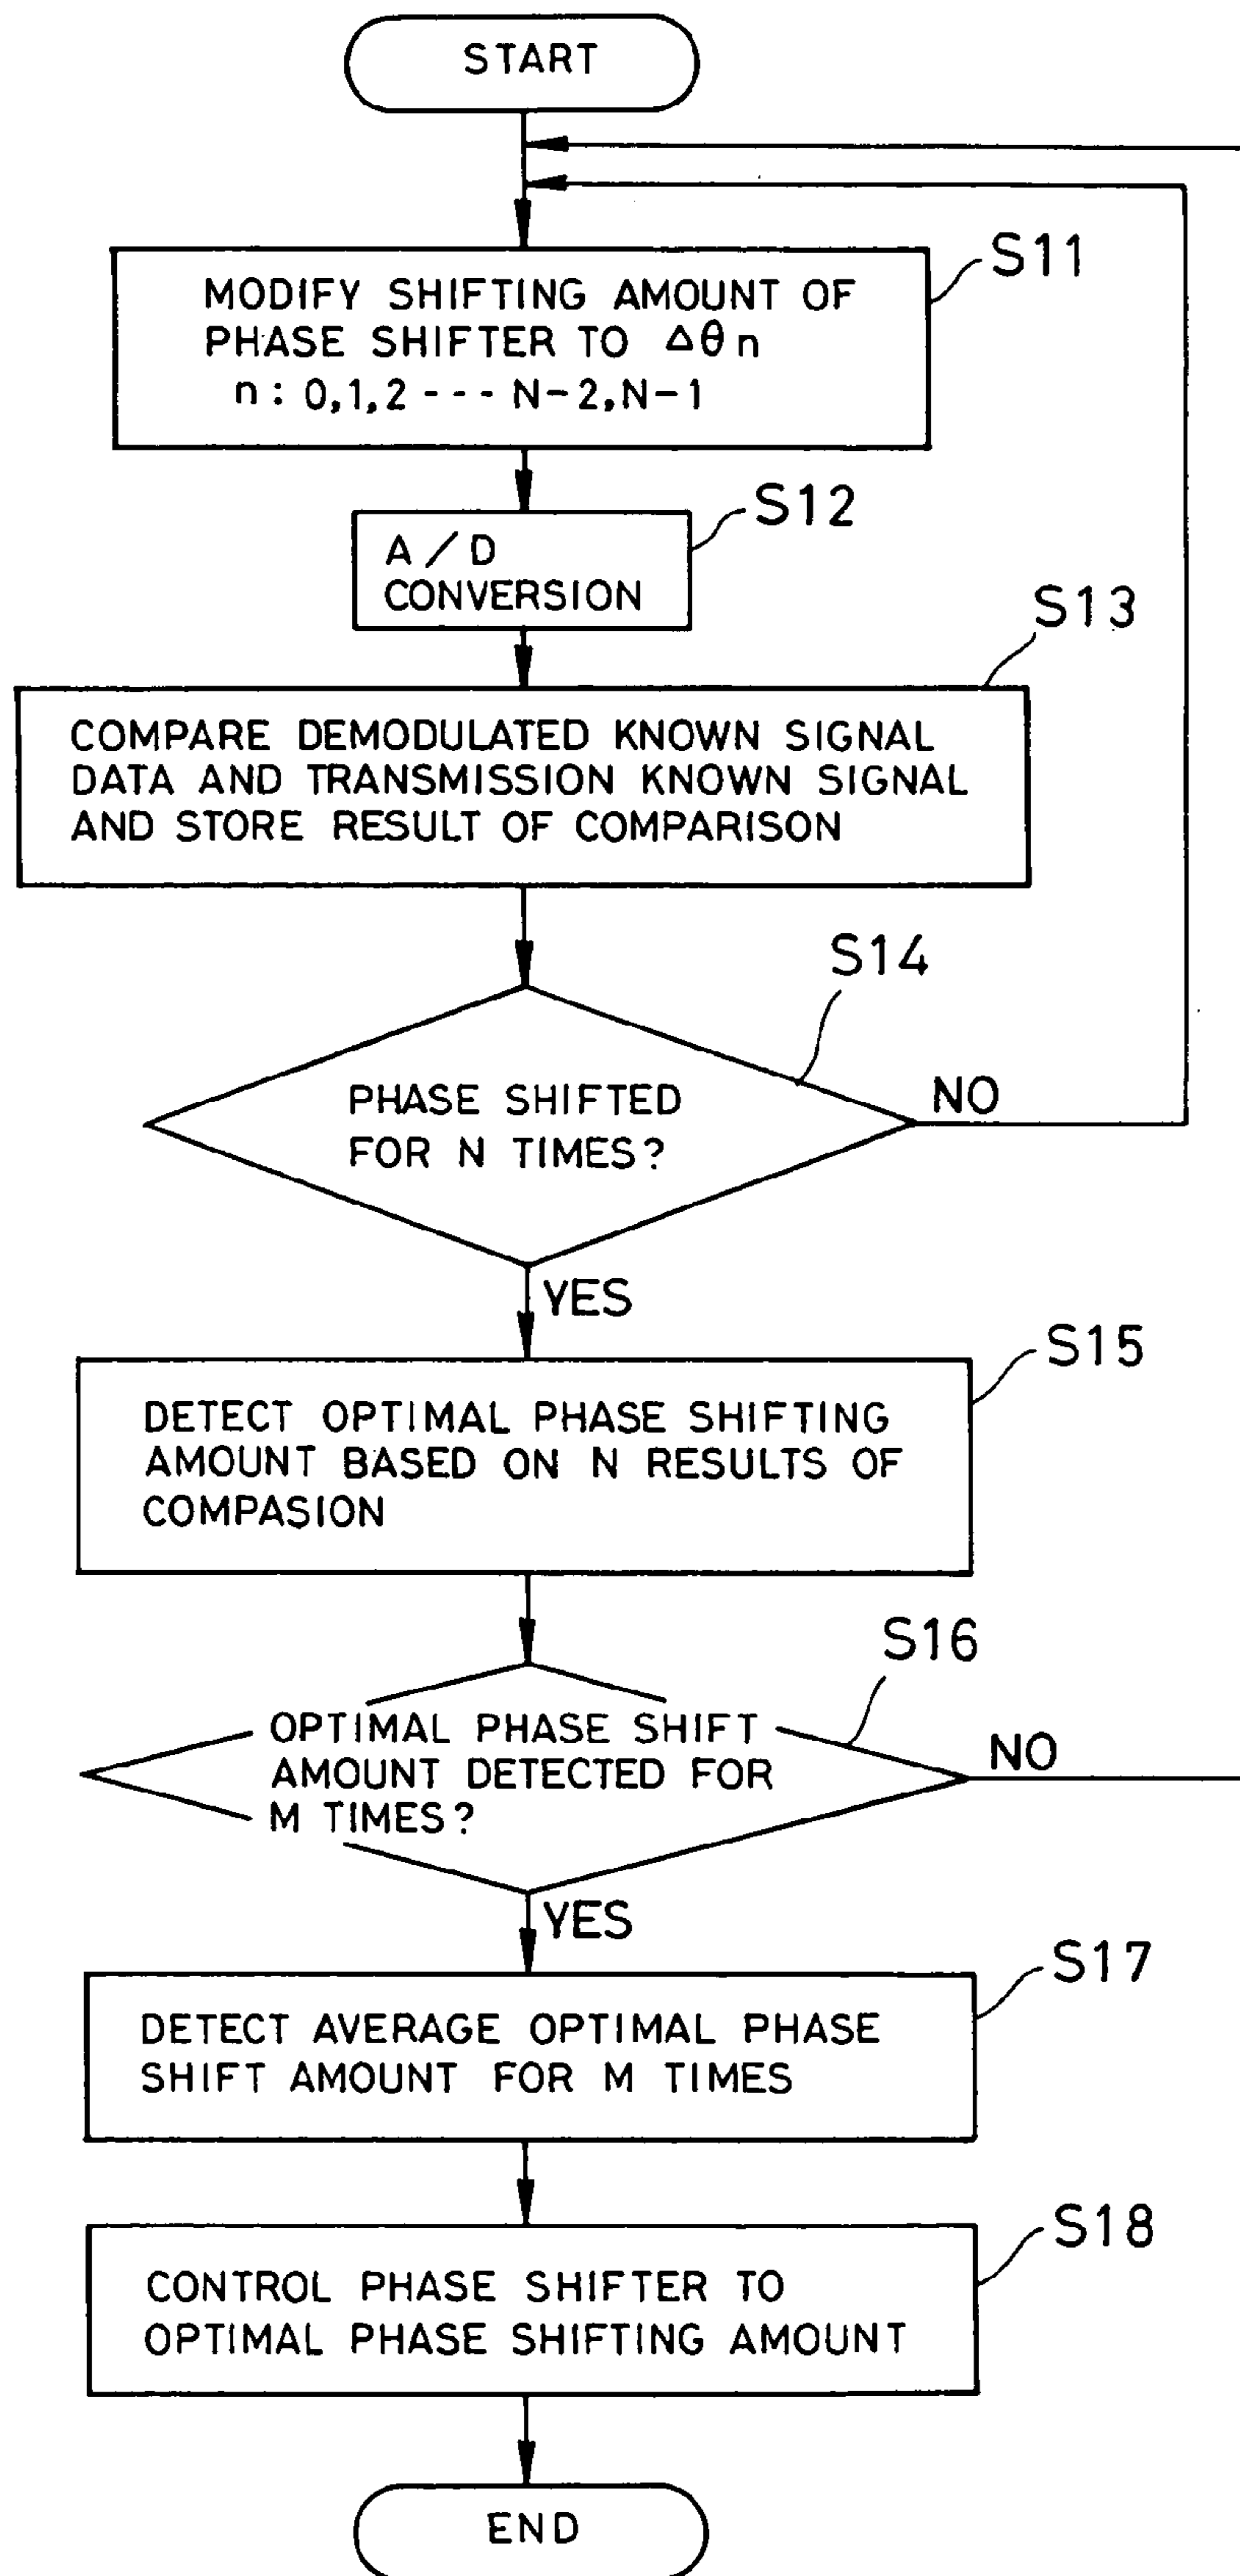 START
MODIFY SHIFTING AMOUNT OF
PHASE SHIFTER TO Δθn
n: 0,1,2 --- N-2,N-1
S11
A/D
CONVERSION
S12
COMPARE DEMODULATED KNOWN SIGNAL
DATA AND TRANSMISSION KNOWN SIGNAL
AND STORE RESULT OF COMPARISON
S13
PHASE SHIFTED
FOR N TIMES?
S14
NO
YES
DETECT OPTIMAL PHASE SHIFTING
AMOUNT BASED ON N RESULTS OF
COMPASION
S15
OPTIMAL PHASE SHIFT
AMOUNT DETECTED FOR
M TIMES?
S16
NO
YES
DETECT AVERAGE OPTIMAL PHASE
SHIFT AMOUNT FOR M TIMES
S17
CONTROL PHASE SHIFTER TO
OPTIMAL PHASE SHIFTING AMOUNT
S18
END